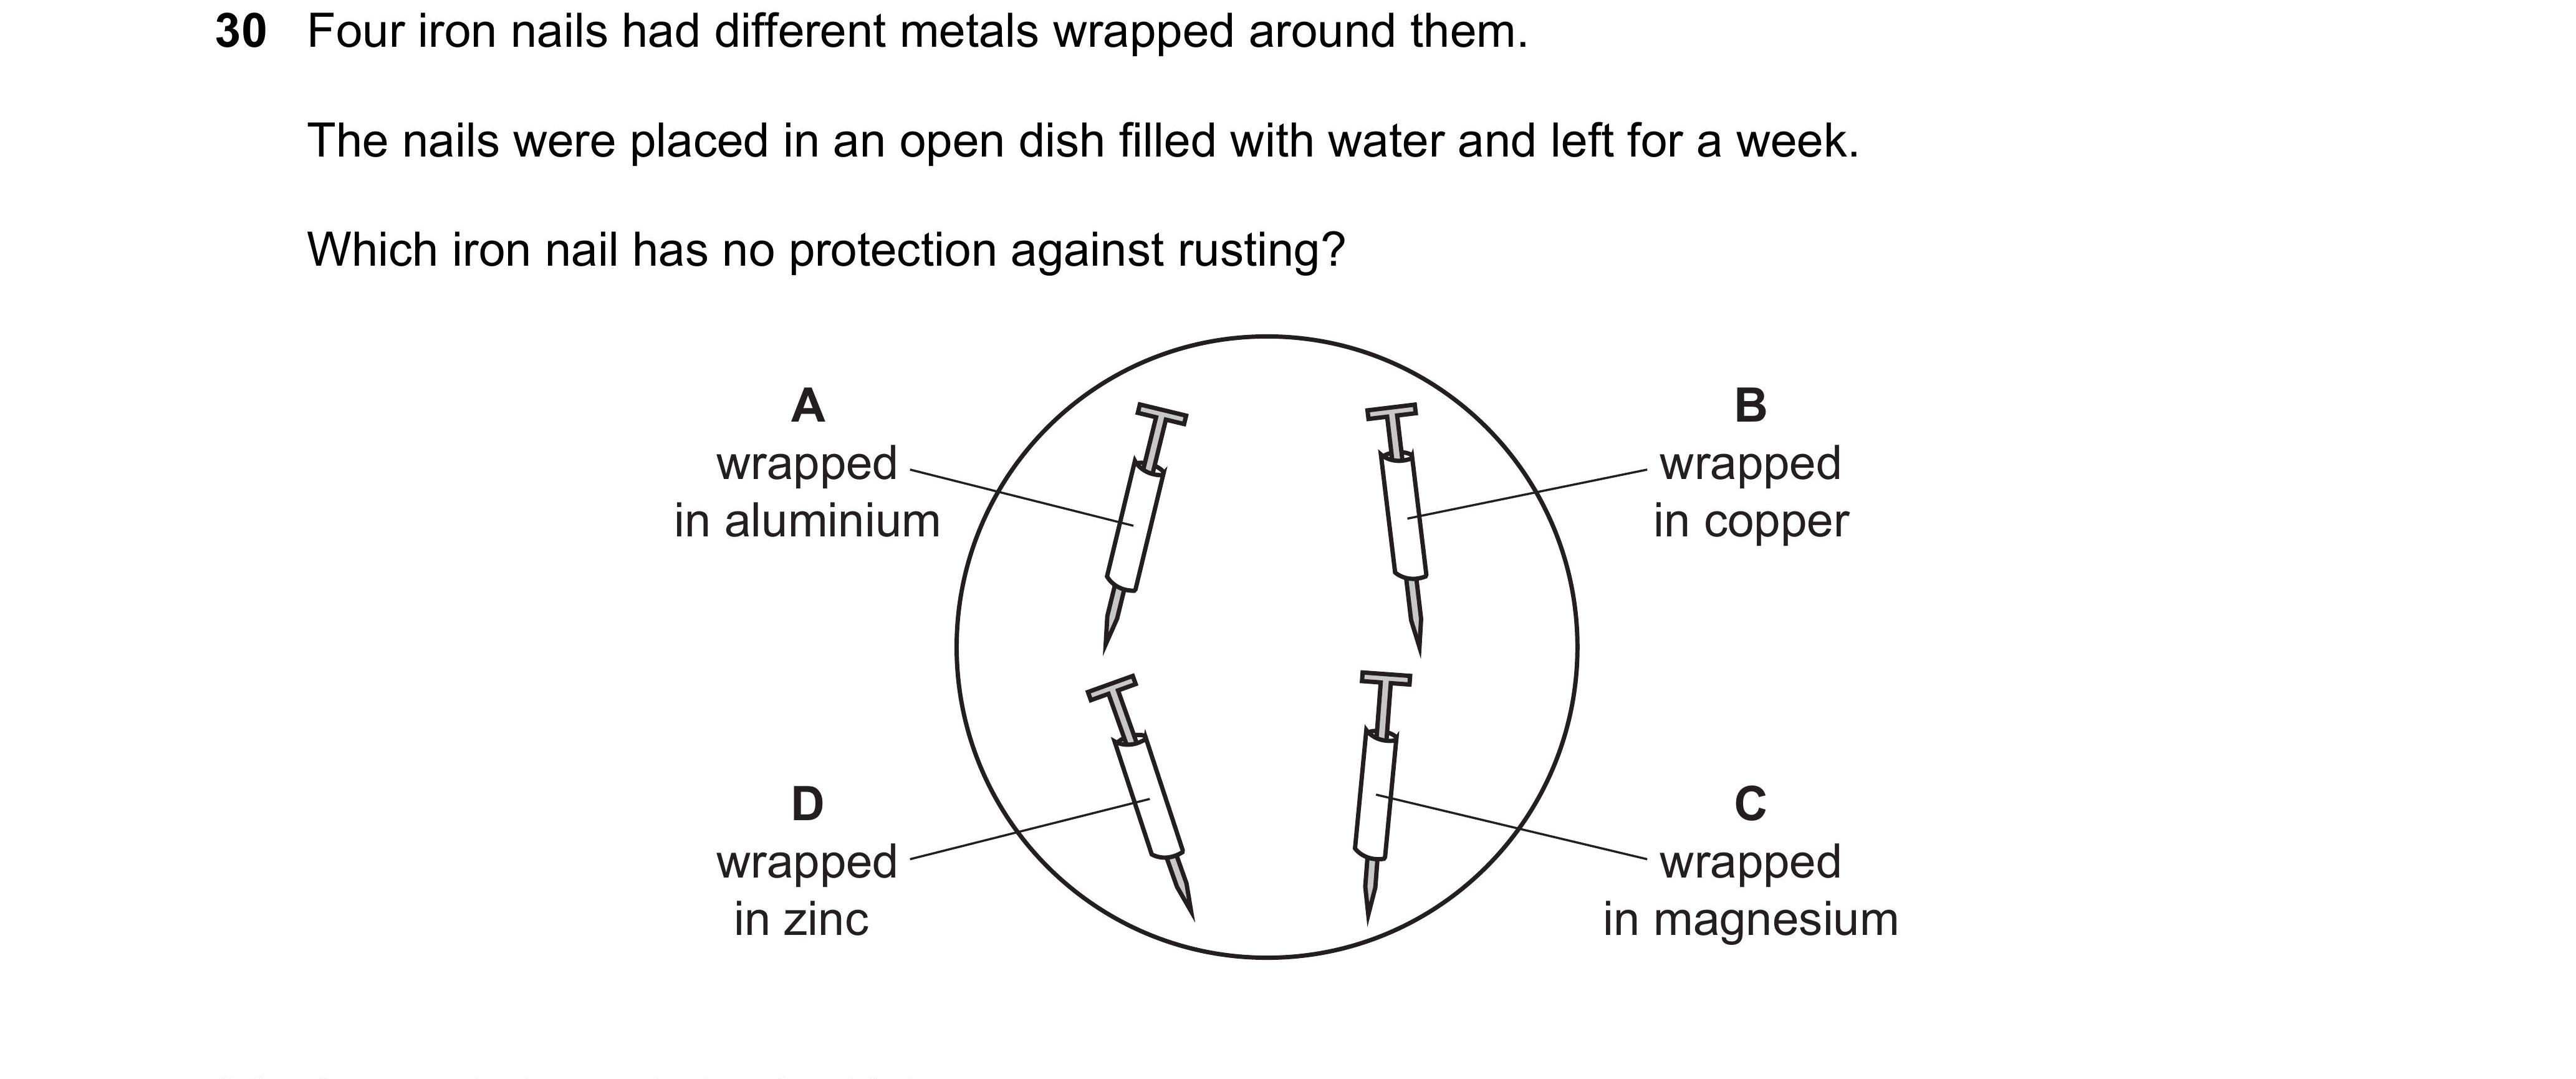 30 Four iron nails had different metals wrapped around them.
The nails were placed in an open dish filled with water and left for a week.
Which iron nail has no protection against rusting?
A
wrapped
in aluminium
B
wrapped
in copper
D
wrapped
in zinc
C
wrapped
in magnesium